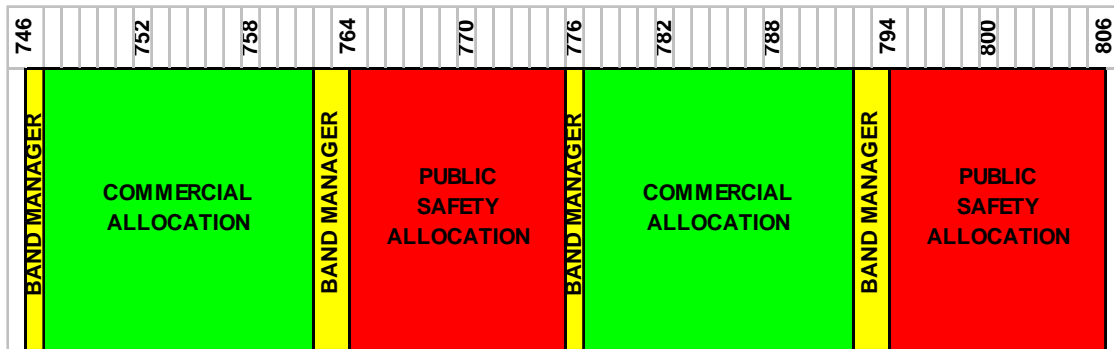 746 752 758 764 770 776 782 788 794 800 806
BAND MANAGER
COMMERCIAL
ALLOCATION
BAND MANAGER
PUBLIC
SAFETY
ALLOCATION
BAND MANAGER
COMMERCIAL
ALLOCATION
BAND MANAGER
PUBLIC
SAFETY
ALLOCATION